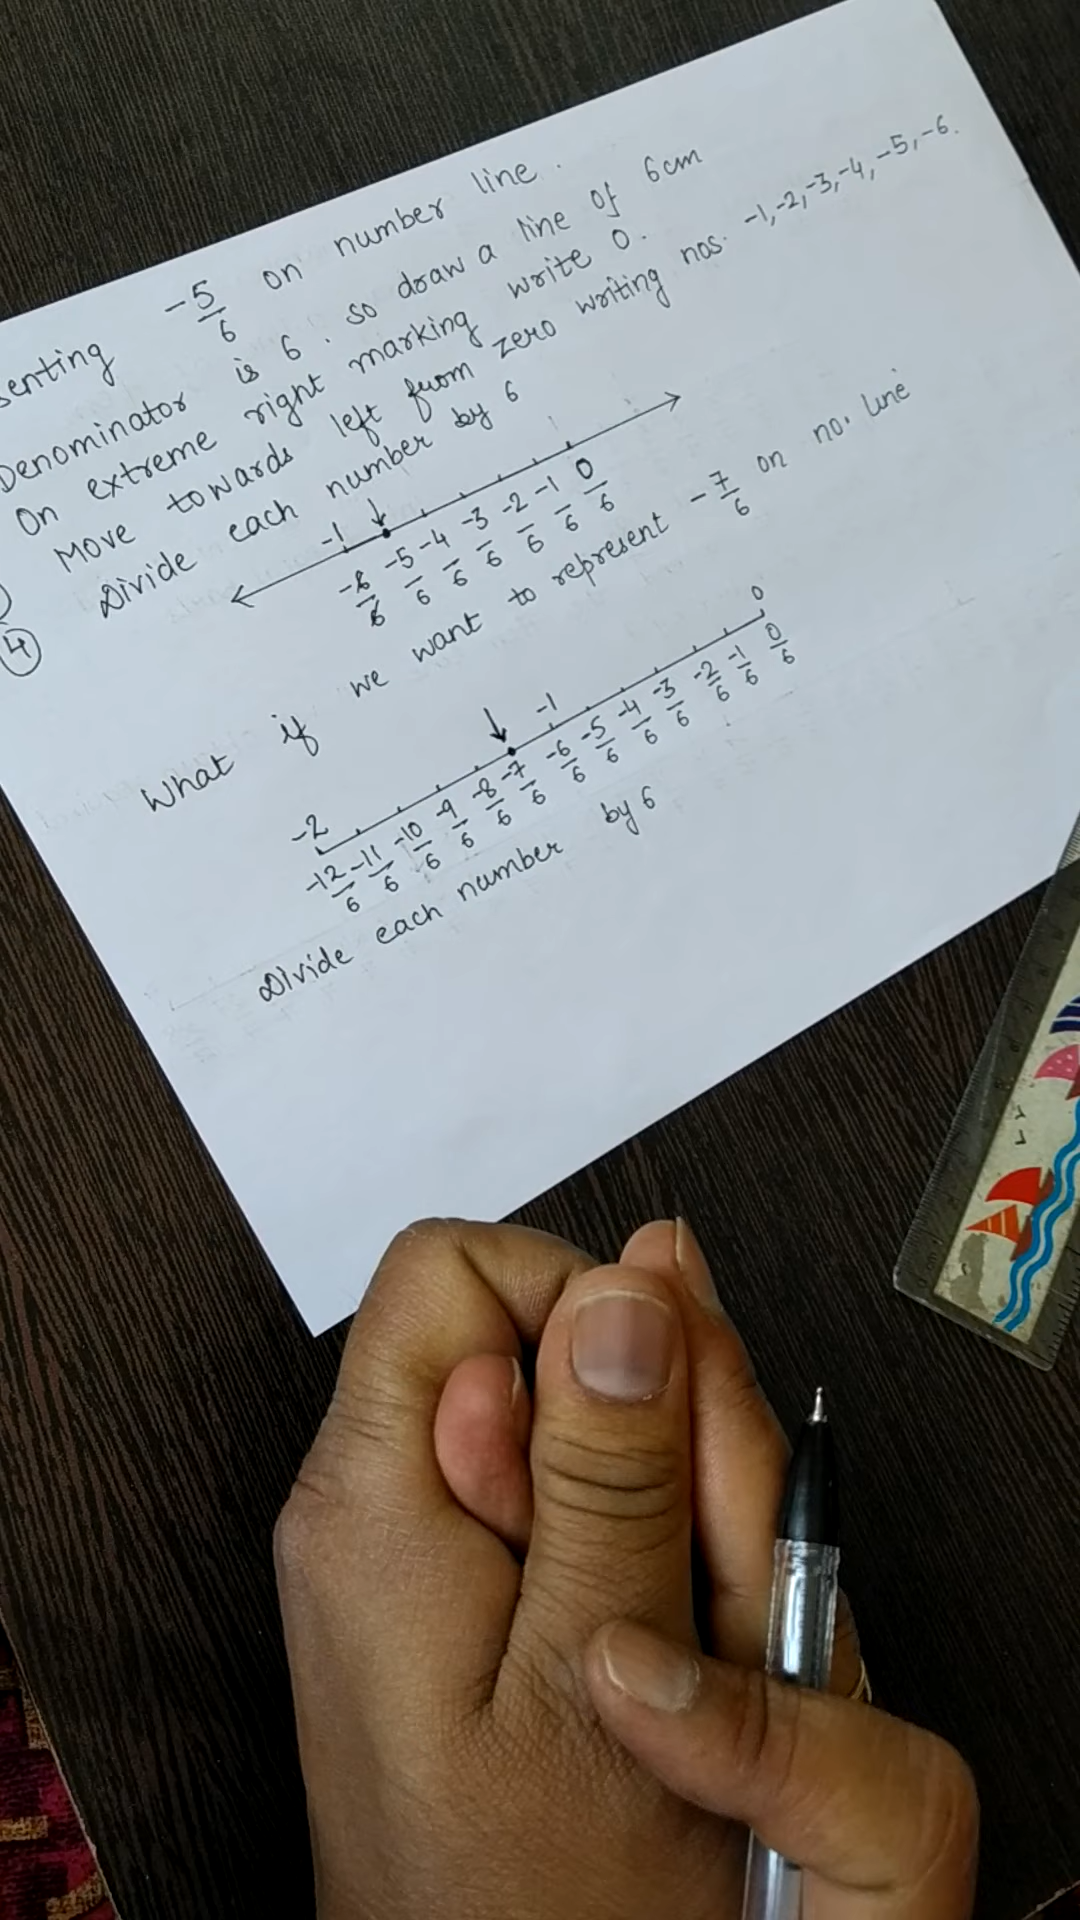 senting -5/6 on number line.
Denominator is 6. so draw a line of 6cm
On extreme right marking write 0.
Move towards left from zero writing nos. -1,-2,-3,-4,-5,-6.
4 Divide each number by 6
-1
-6/6 -5/6 -4/6 -3/6 -2/6 -1/6 0/6
What if we want to represent -7/6 on no. line
-2 -1 0
-12/6 -11/6 -10/6 -9/6 -8/6 -7/6 -6/6 -5/6 -4/6 -3/6 -2/6 -1/6 0/6
Divide each number by 6